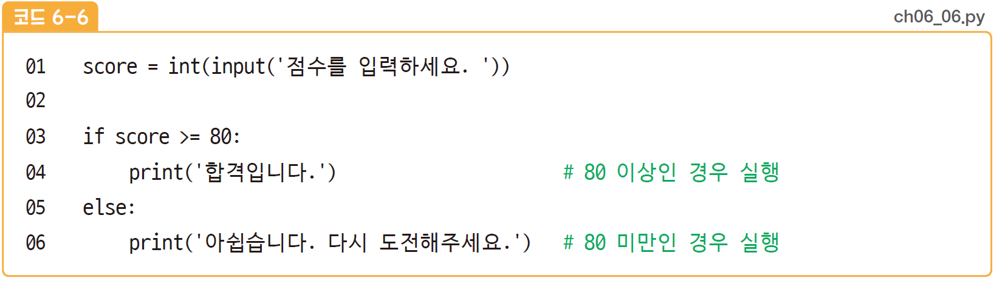 코드 6-6
ch06_06.py
01 score = int(input('점수를 입력하세요. '))
02
03 if score >= 80:
04     print('합격입니다.') # 80 이상인 경우 실행
05 else:
06     print('아쉽습니다. 다시 도전해주세요.') # 80 미만인 경우 실행